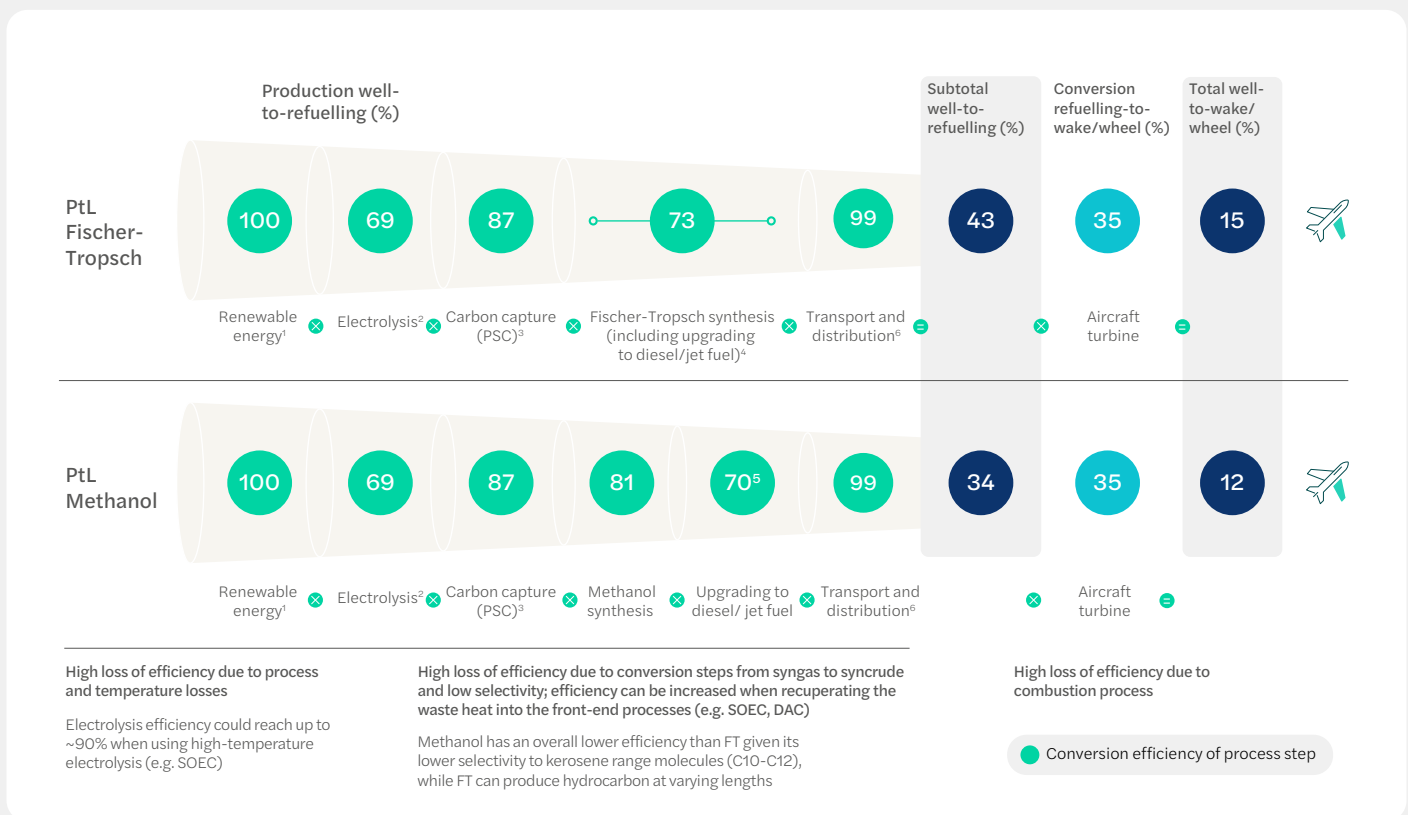 Production well-
to-refuelling (%)
Subtotal
well-to-
refuelling (%)
Conversion
refuelling-to-
wake/wheel (%)
Total well-
to-wake/
wheel (%)
PtL
Fischer-
Tropsch
100
69
87
73
99
43
35
15
Renewable
energy¹
Electrolysis²
Carbon capture
(PSC)³
Fischer-Tropsch synthesis
(including upgrading
to diesel/jet fuel)⁴
Transport and
distribution⁶
=
Aircraft
turbine
=
PtL
Methanol
100
69
87
81
70⁵
99
34
35
12
Renewable
energy¹
Electrolysis²
Carbon capture
(PSC)³
Methanol
synthesis
Upgrading to
diesel/ jet fuel
Transport and
distribution⁶
Aircraft
turbine
=
High loss of efficiency due to process
and temperature losses
Electrolysis efficiency could reach up to
~90% when using high-temperature
electrolysis (e.g. SOEC)
High loss of efficiency due to conversion steps from syngas to syncrude
and low selectivity; efficiency can be increased when recuperating the
waste heat into the front-end processes (e.g. SOEC, DAC)
Methanol has an overall lower efficiency than FT given its
lower selectivity to kerosene range molecules (C10-C12),
while FT can produce hydrocarbon at varying lengths
High loss of efficiency due to
combustion process
Conversion efficiency of process step